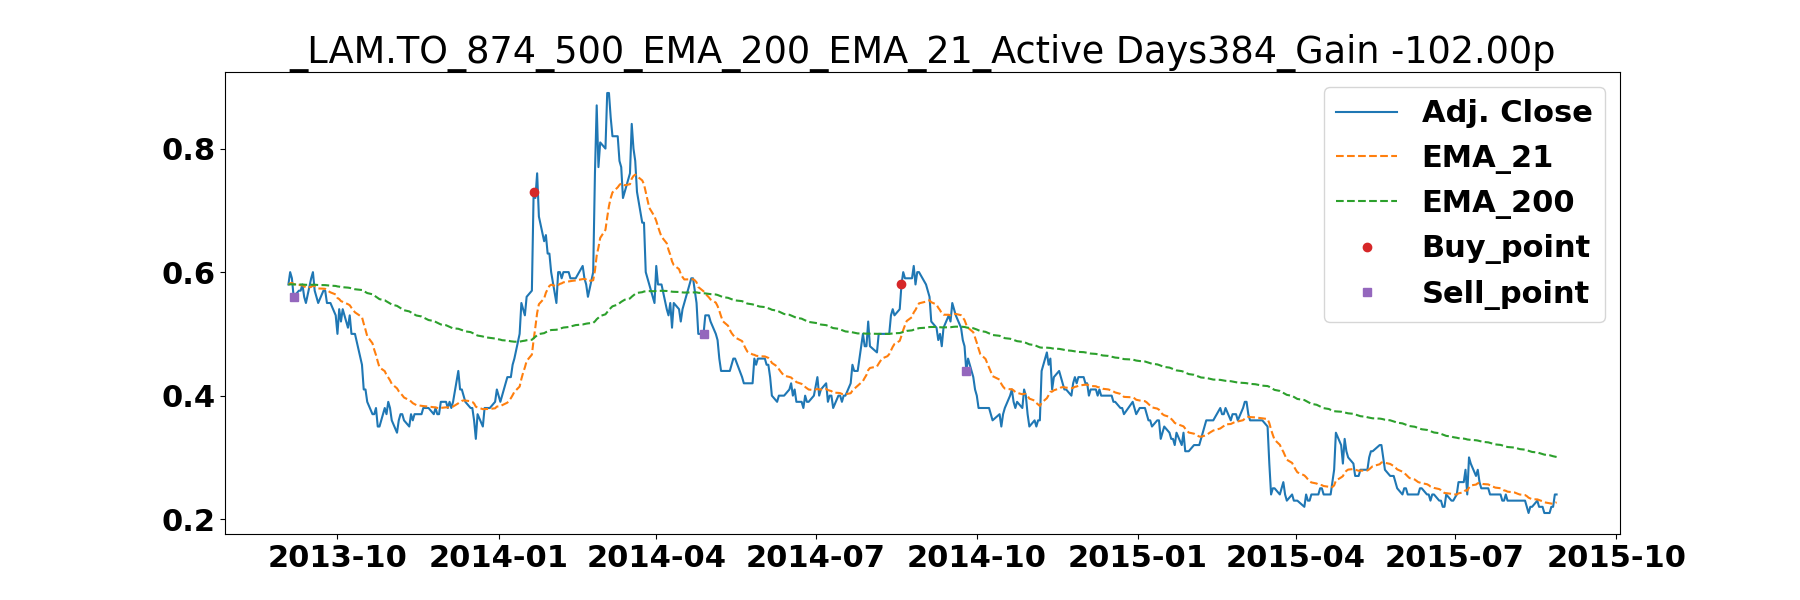 _LAM.TO_874_500_EMA_200_EMA_21_Active Days384_Gain -102.00p
Adj. Close
EMA_21
EMA_200
Buy_point
Sell_point
0.8
0.6
0.4
0.2
2013-10 2014-01 2014-04 2014-07 2014-10 2015-01 2015-04 2015-07 2015-10